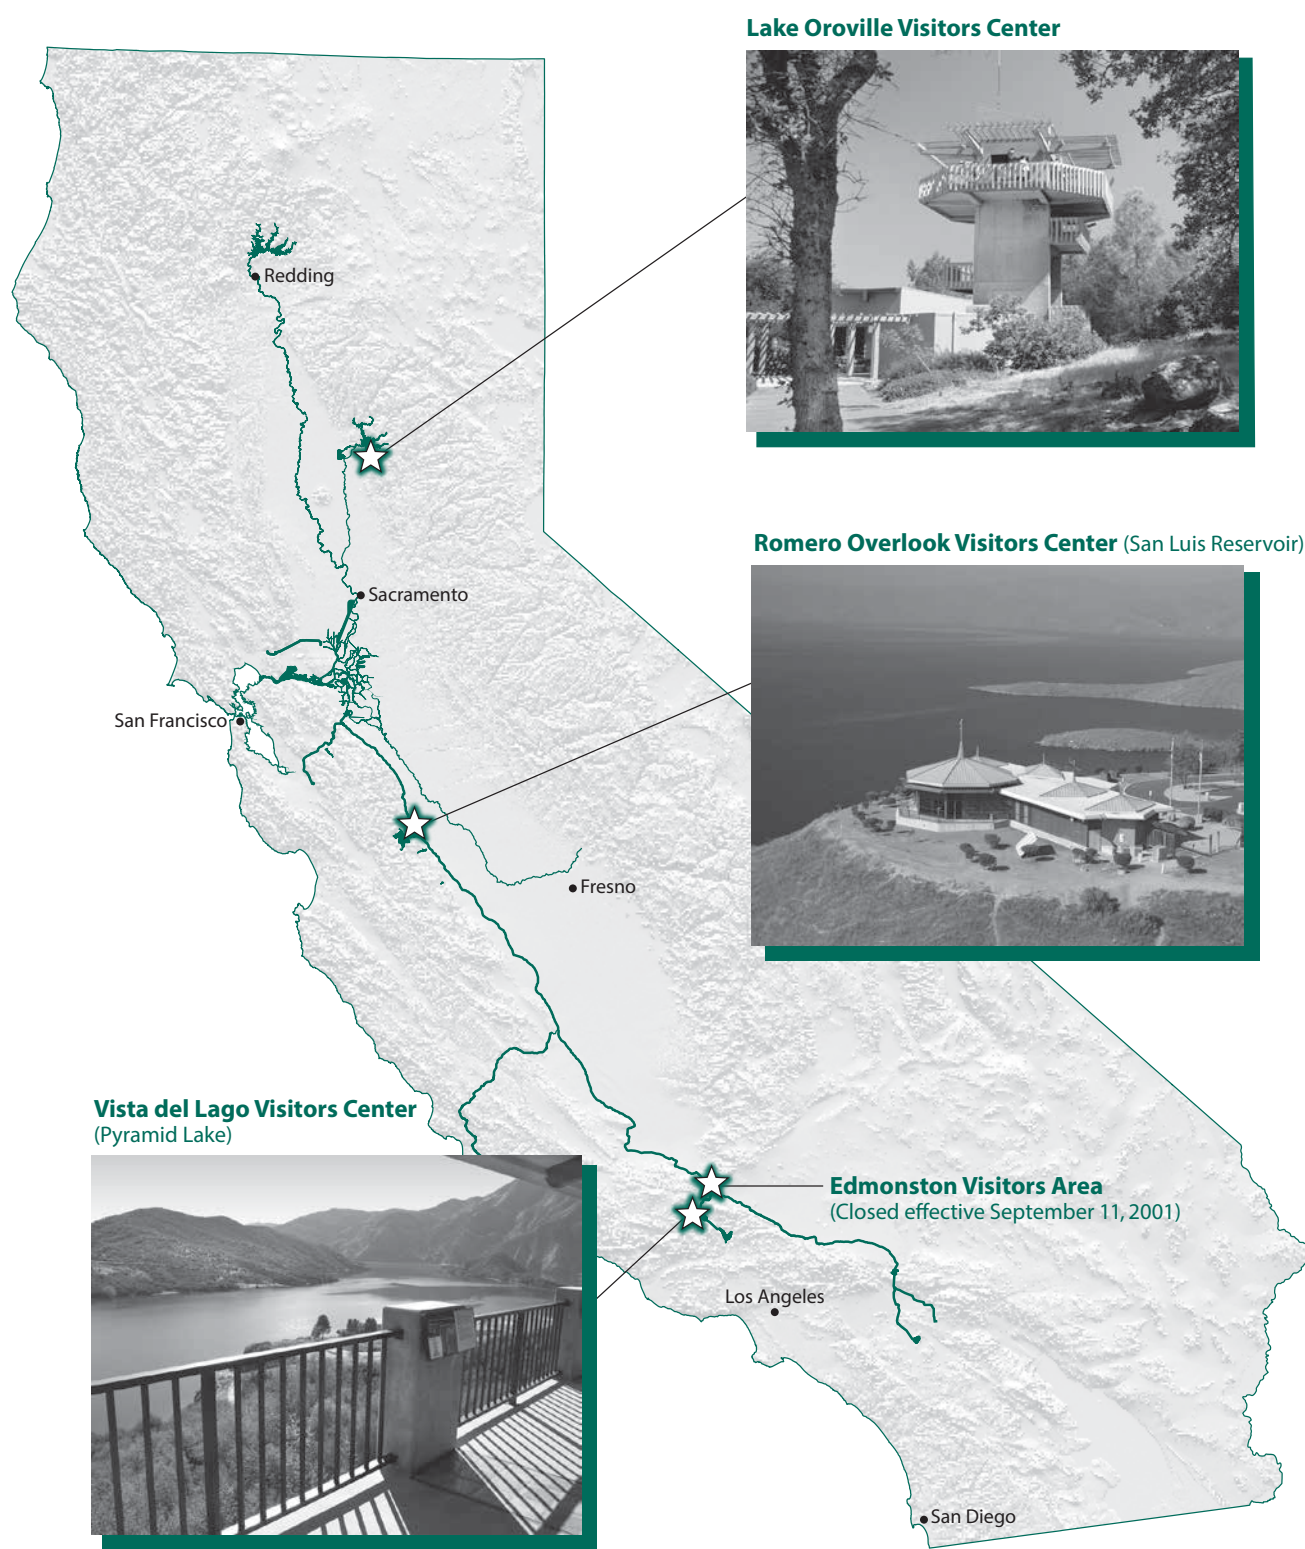 Lake Oroville Visitors Center
Redding
Romero Overlook Visitors Center (San Luis Reservoir)
Sacramento
San Francisco
Fresno
Vista del Lago Visitors Center
(Pyramid Lake)
Edmonston Visitors Area
(Closed effective September 11, 2001)
Los Angeles
San Diego